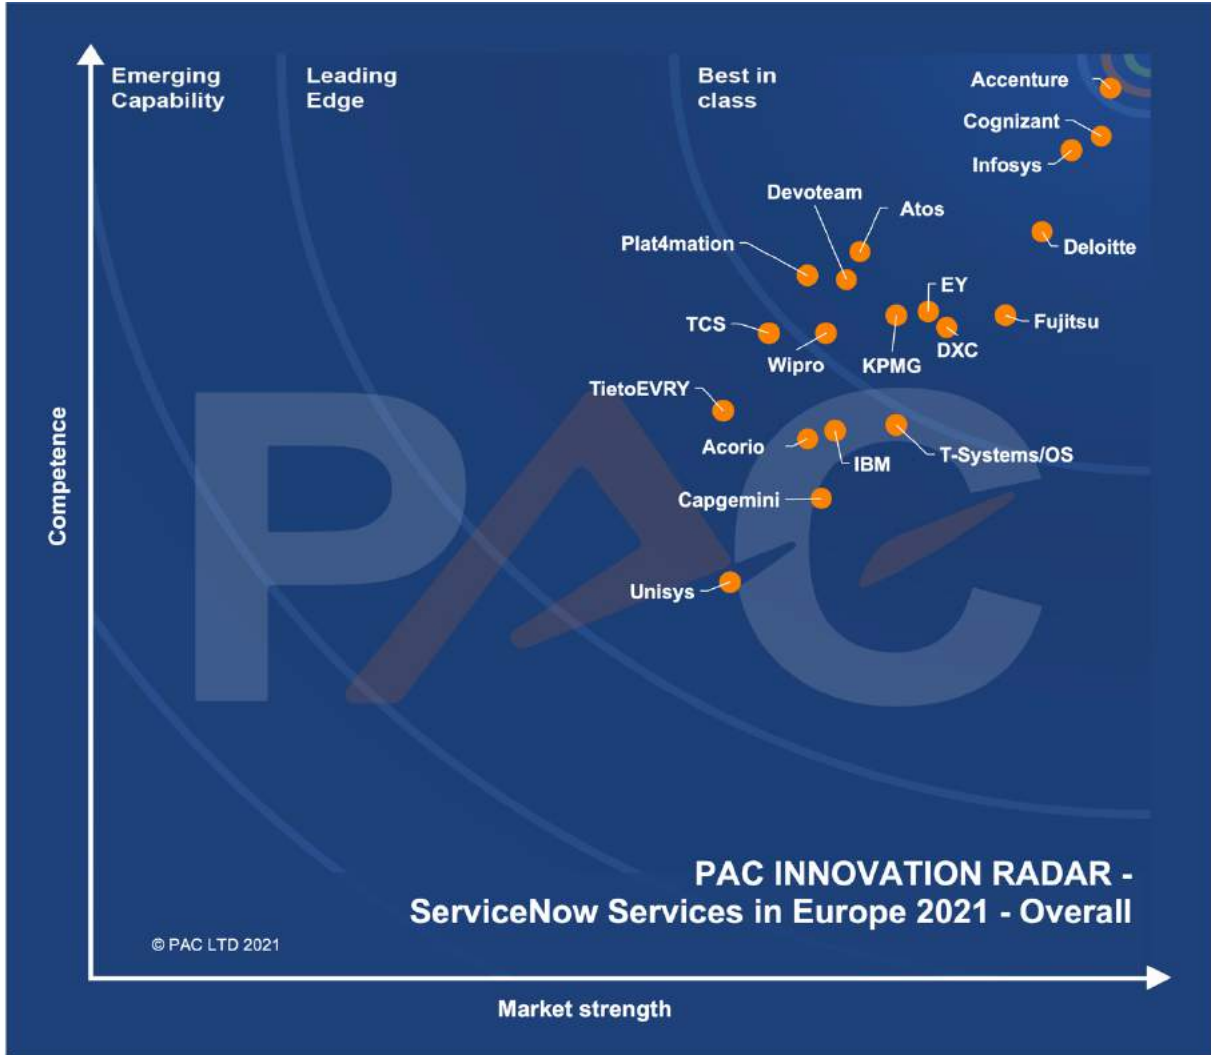 Emerging
Capability
Leading
Edge
Best in
class
Accenture
Cognizant
Infosys
Devoteam
Atos
Deloitte
Plat4mation
EY
TCS
Fujitsu
Wipro
KPMG
DXC
TietoEVRY
Acorio
IBM
T-Systems/OS
Capgemini
Unisys
Competence
PAC
PAC INNOVATION RADAR -
ServiceNow Services in Europe 2021 - Overall
© PAC LTD 2021
Market strength